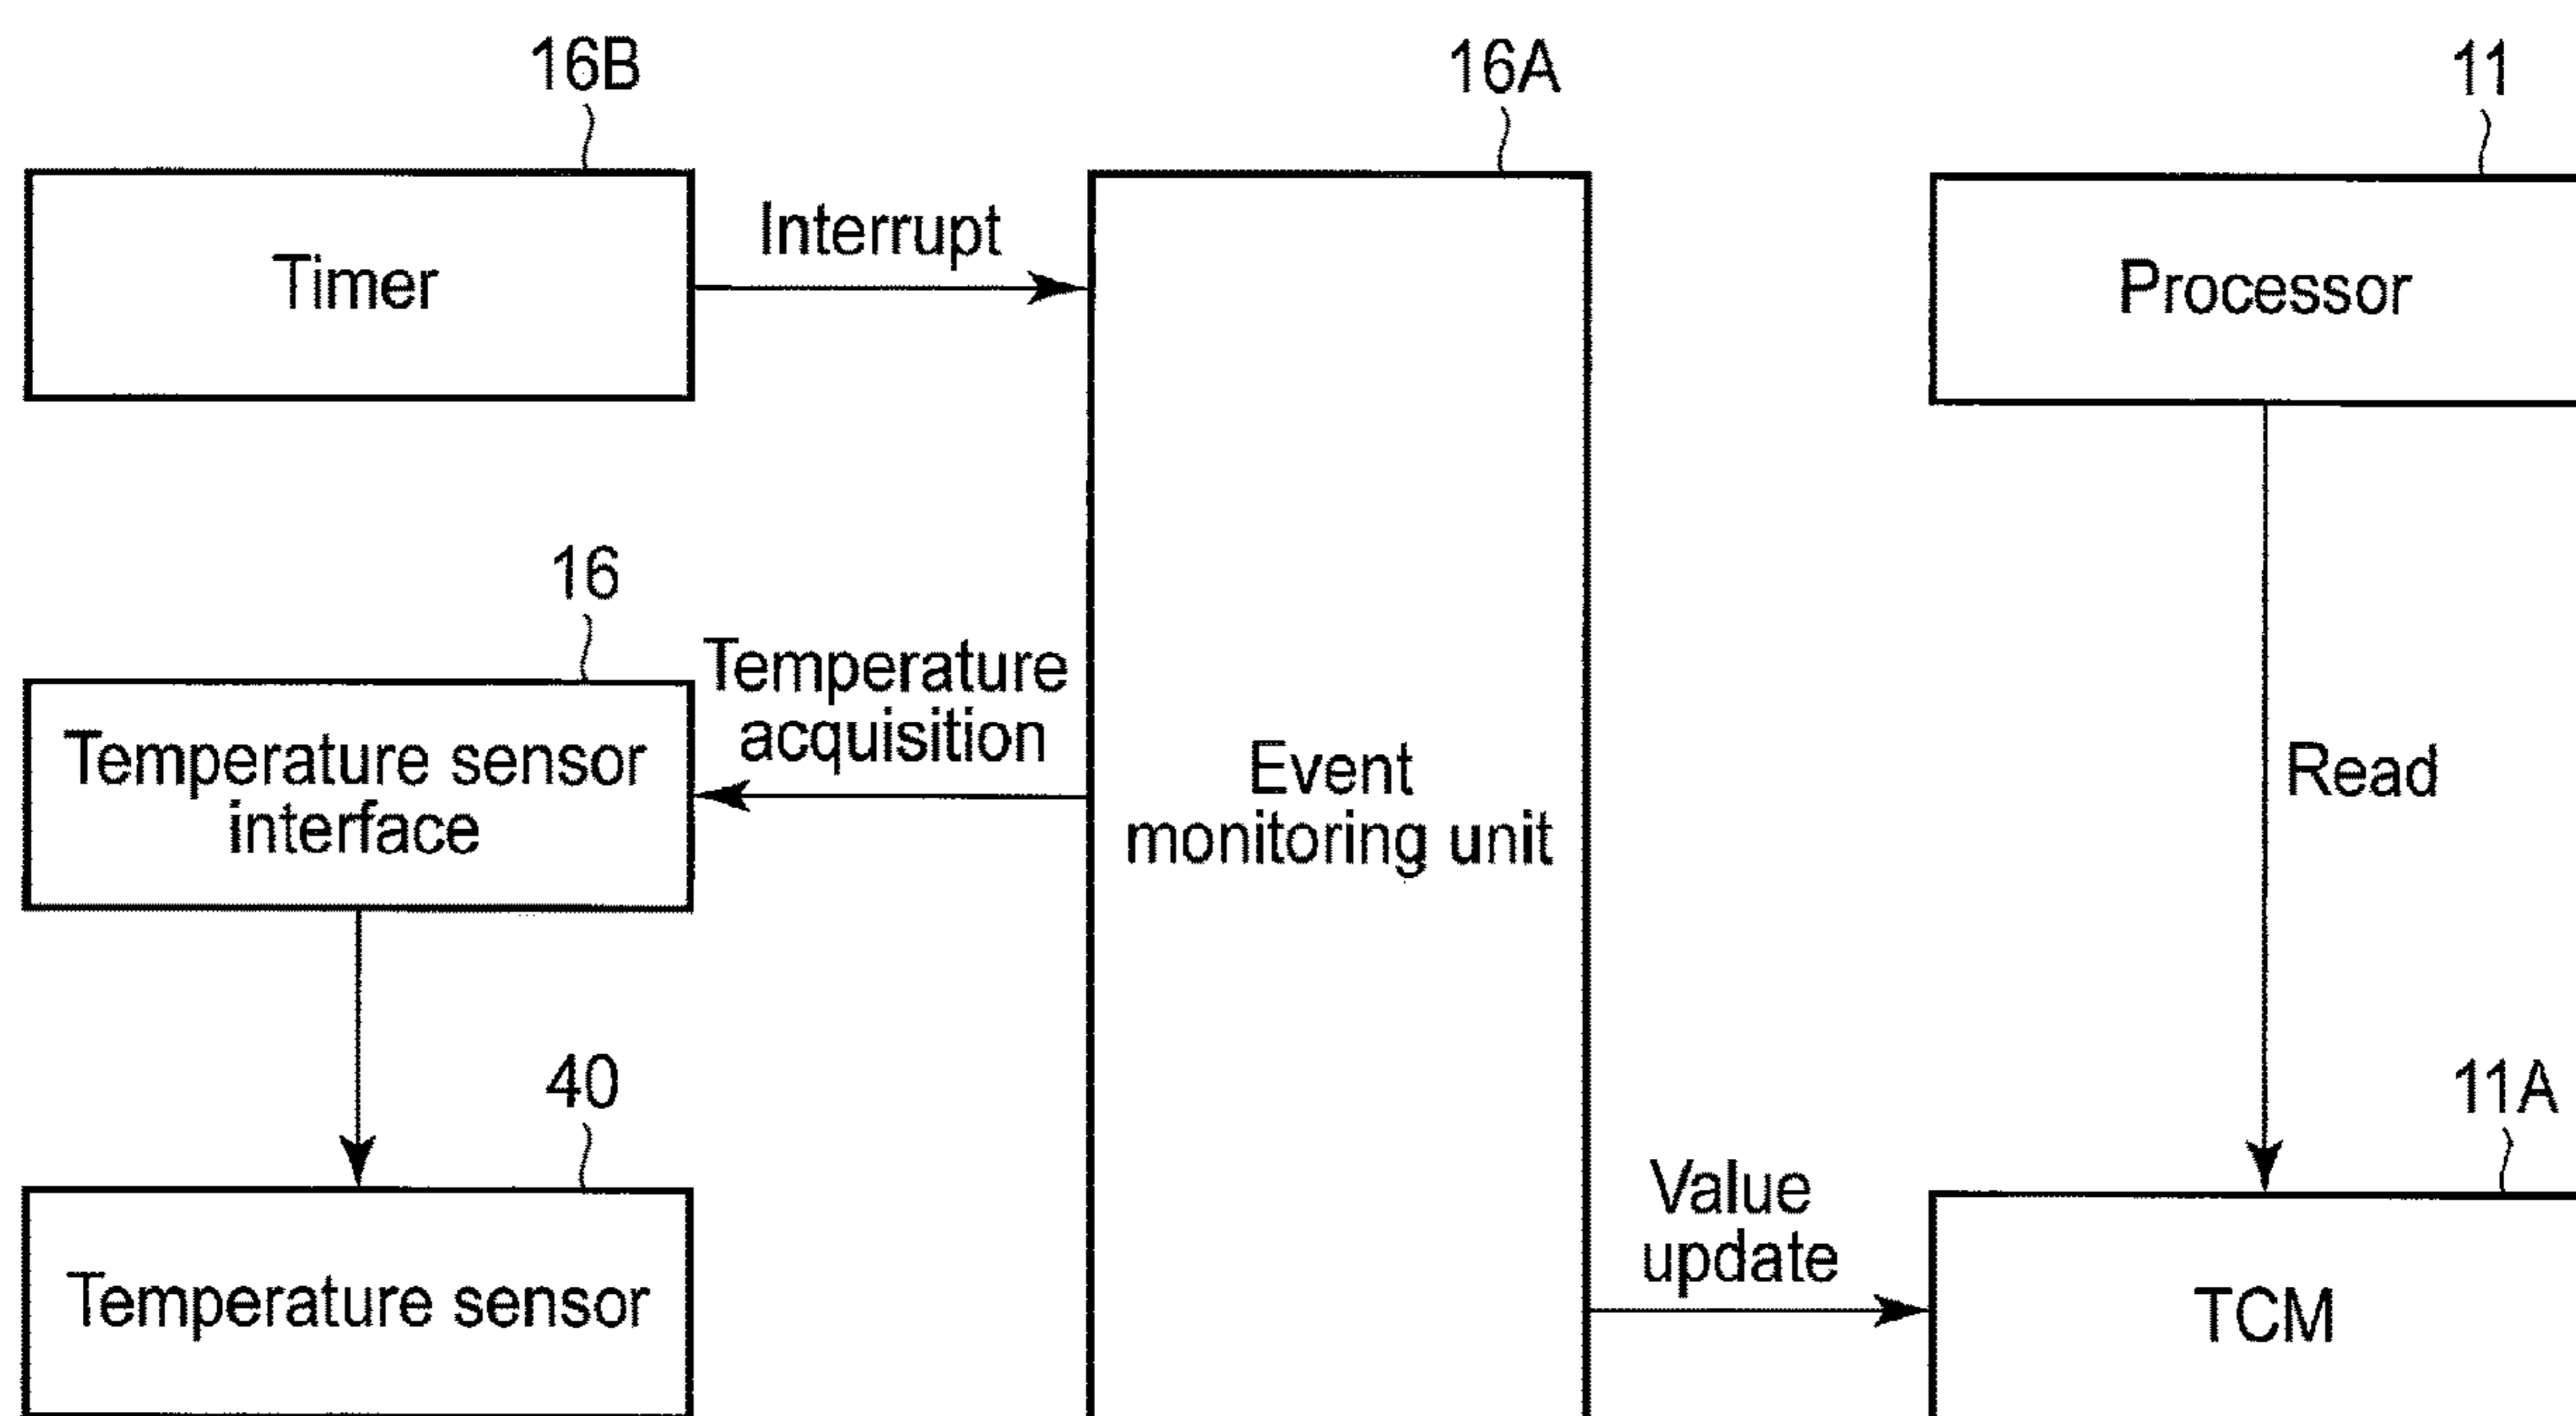 16B
16A
11
Timer
Interrupt
Processor
16
Temperature
acquisition
Temperature sensor
interface
Event
monitoring unit
Read
40
11A
Temperature sensor
Value
update
TCM